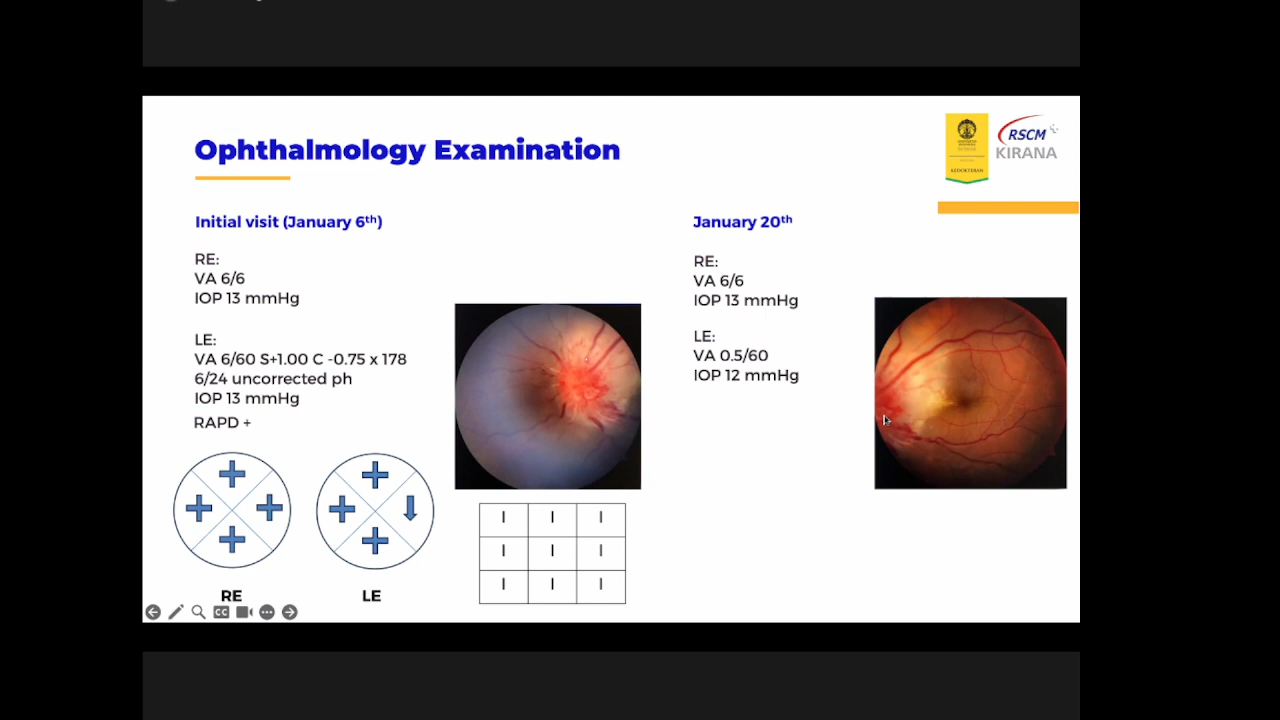 Ophthalmology Examination
RSCM
KIRANA
KEDOKTERAN
Initial visit (January 6th)
RE:
VA 6/6
IOP 13 mmHg
LE:
VA 6/60 S+1.00 C -0.75 x 178
6/24 uncorrected ph
IOP 13 mmHg
RAPD +
RE
LE
I I I
I I I
I I I
January 20th
RE:
VA 6/6
IOP 13 mmHg
LE:
VA 0.5/60
IOP 12 mmHg
CC